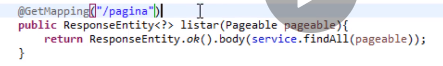 @GetMapping("/pagina")
public ResponseEntity<?> listar(Pageable pageable){
return ResponseEntity.ok().body(service.findAll(pageable));
}